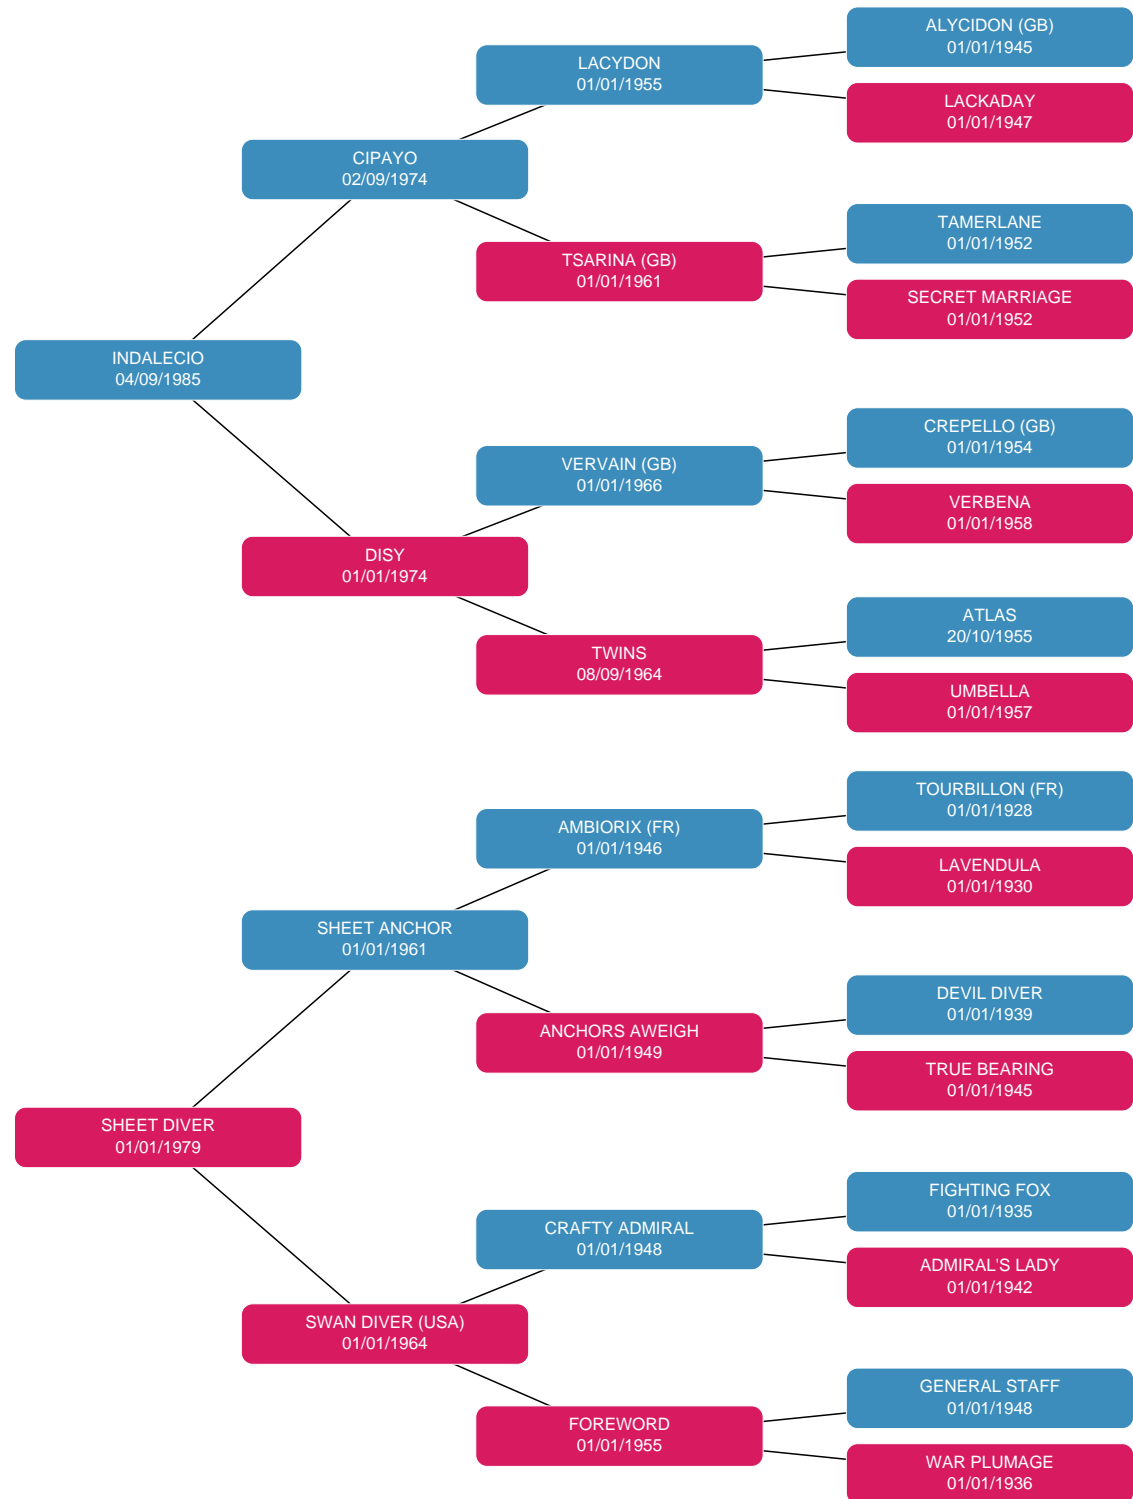 ALYCIDON (GB)
01/01/1945
LACYDON
01/01/1955
LACKADAY
01/01/1947
CIPAYO
02/09/1974
TAMERLANE
01/01/1952
TSARINA (GB)
01/01/1961
SECRET MARRIAGE
01/01/1952
INDALECIO
04/09/1985
CREPELLO (GB)
01/01/1954
VERVAIN (GB)
01/01/1966
VERBENA
01/01/1958
DISY
01/01/1974
ATLAS
20/10/1955
TWINS
08/09/1964
UMBELLA
01/01/1957
TOURBILLON (FR)
01/01/1928
AMBIORIX (FR)
01/01/1946
LAVENDULA
01/01/1930
SHEET ANCHOR
01/01/1961
DEVIL DIVER
01/01/1939
ANCHORS AWEIGH
01/01/1949
TRUE BEARING
01/01/1945
SHEET DIVER
01/01/1979
FIGHTING FOX
01/01/1935
CRAFTY ADMIRAL
01/01/1948
ADMIRAL'S LADY
01/01/1942
SWAN DIVER (USA)
01/01/1964
GENERAL STAFF
01/01/1948
FOREWORD
01/01/1955
WAR PLUMAGE
01/01/1936